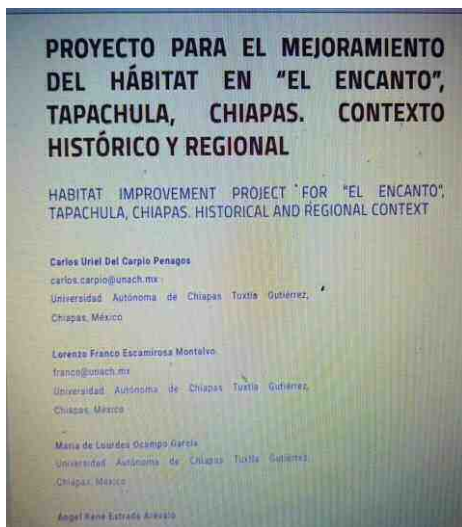 PROYECTO PARA EL MEJORAMIENTO
DEL HÁBITAT EN “EL ENCANTO”,
TAPACHULA, CHIAPAS. CONTEXTO
HISTÓRICO Y REGIONAL
HABITAT IMPROVEMENT PROJECT FOR “EL ENCANTO”,
TAPACHULA, CHIAPAS. HISTORICAL AND REGIONAL CONTEXT
Carlos Uriel Del Carpio Penagos
carlos.carpio@unach.mx
Universidad Autónoma de Chiapas Tuxtla Gutiérrez,
Chiapas, México
Lorenzo Franco Escamirosa Montalvo
franco@unach.mx
Universidad Autónoma de Chiapas Tuxtla Gutiérrez,
Chiapas, México
María de Lourdes Ocampo García
Universidad Autónoma de Chiapas Tuxtla Gutiérrez,
Chiapas, México
Ángel René Estrada Arévalo